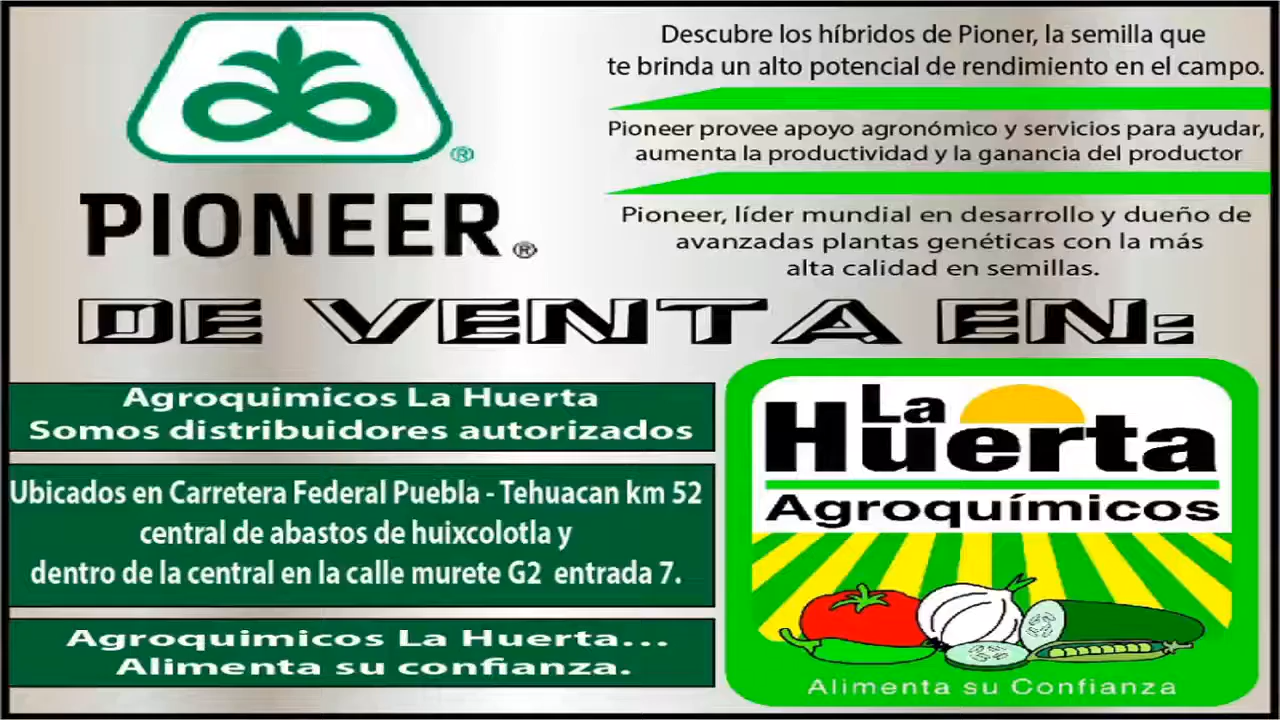 PIONEER®
Descubre los híbridos de Pioner, la semilla que
te brinda un alto potencial de rendimiento en el campo.
Pioneer provee apoyo agronómico y servicios para ayudar,
aumenta la productividad y la ganancia del productor
Pioneer, líder mundial en desarrollo y dueño de
avanzadas plantas genéticas con la más
alta calidad en semillas.
DE VENTA EN:
Agroquimicos La Huerta
Somos distribuidores autorizados
Ubicados en Carretera Federal Puebla - Tehuacan km 52
central de abastos de huixcolotla y
dentro de la central en la calle murete G2 entrada 7.
Agroquimicos La Huerta...
Alimenta su confianza.
La
Huerta
Agroquímicos
Alimenta su Confianza